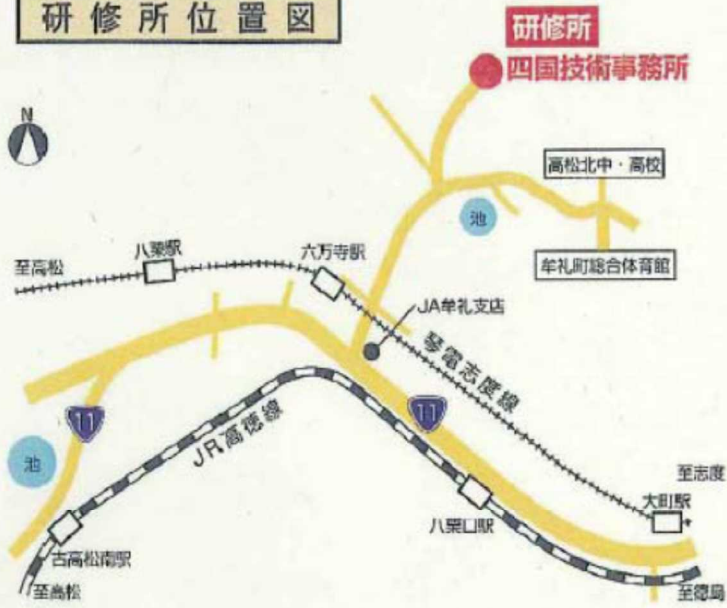 研修所位置図
研修所
四国技術事務所
N
高松北中・高校
池
牟礼町総合体育館
至高松
八栗駅
六万寺駅
JA牟礼支店
琴電志度線
11
11
JR高徳線
池
至志度
大町駅
八栗口駅
古高松南駅
至高松
至徳島